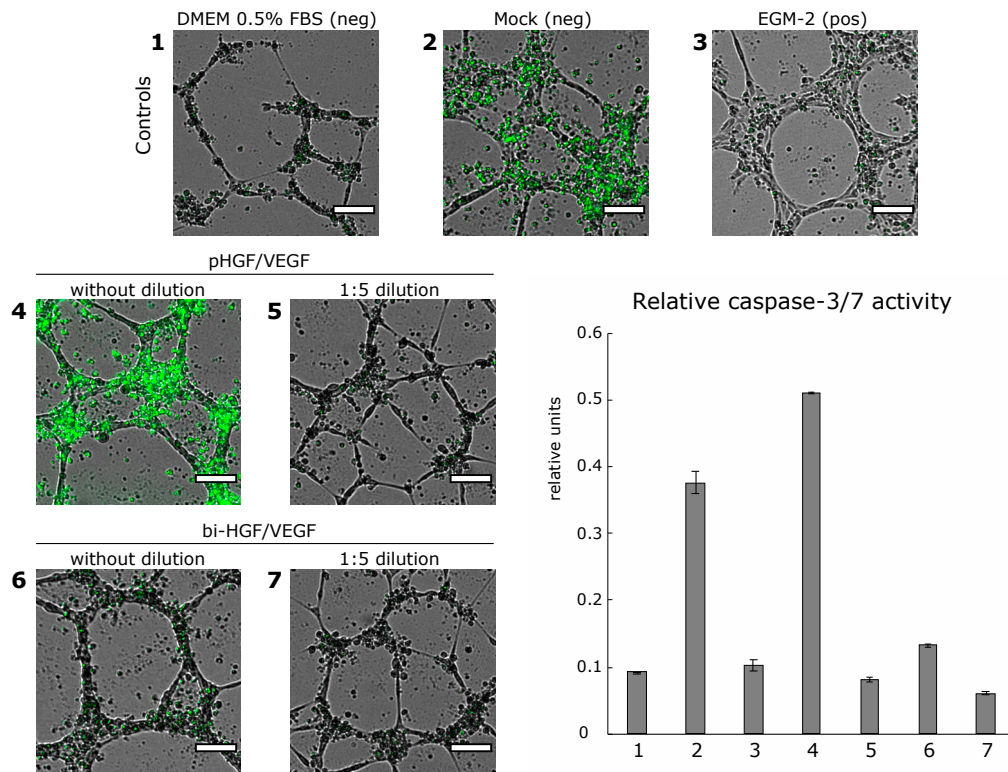 DMEM 0.5% FBS (neg)
Mock (neg)
EGM-2 (pos)
1
2
3
Controls
pHGF/VEGF
without dilution
1:5 dilution
4
5
bi-HGF/VEGF
without dilution
1:5 dilution
6
7
Relative caspase-3/7 activity
relative units
0.6
0.5
0.4
0.3
0.2
0.1
0
1 2 3 4 5 6 7